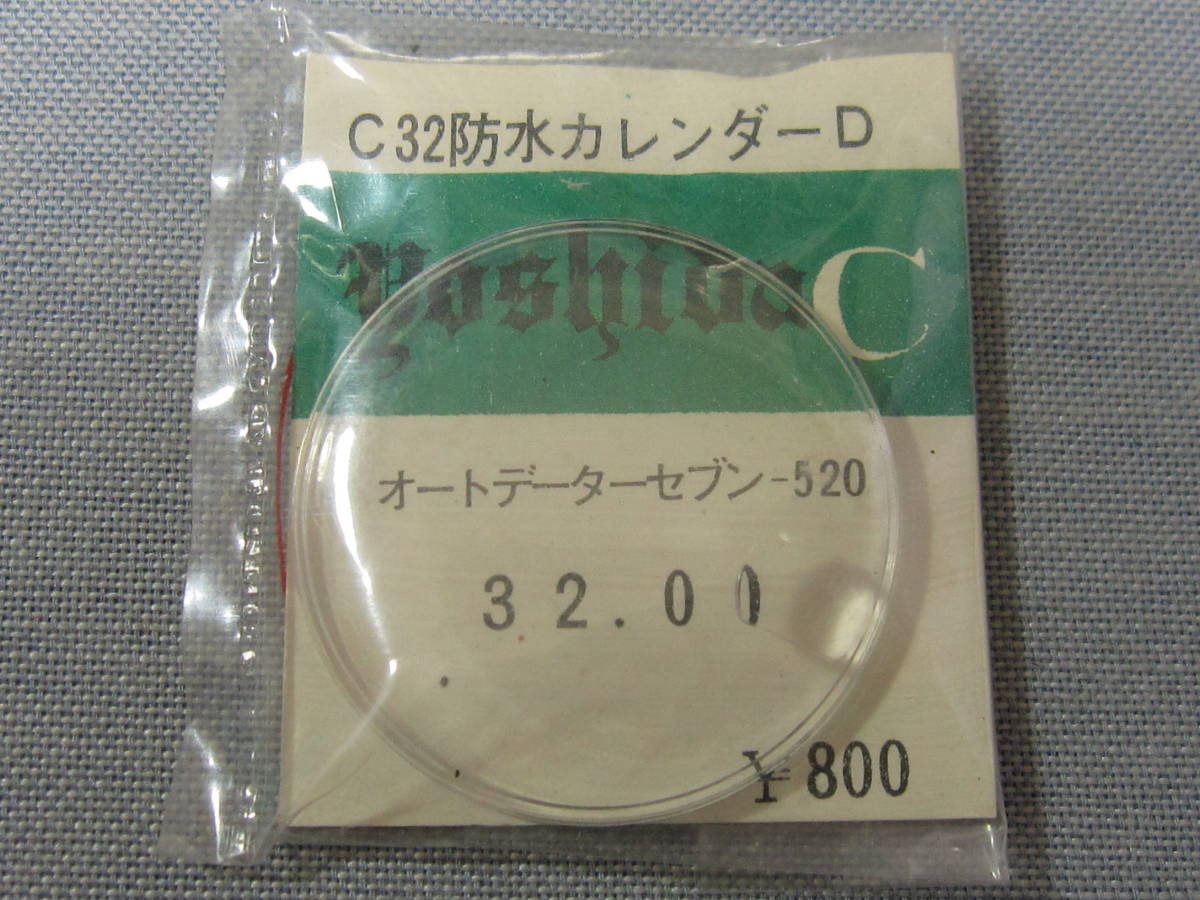 C32防水カレンダーD
Yoshida C
オートデーターセブン-520
32.00
¥800